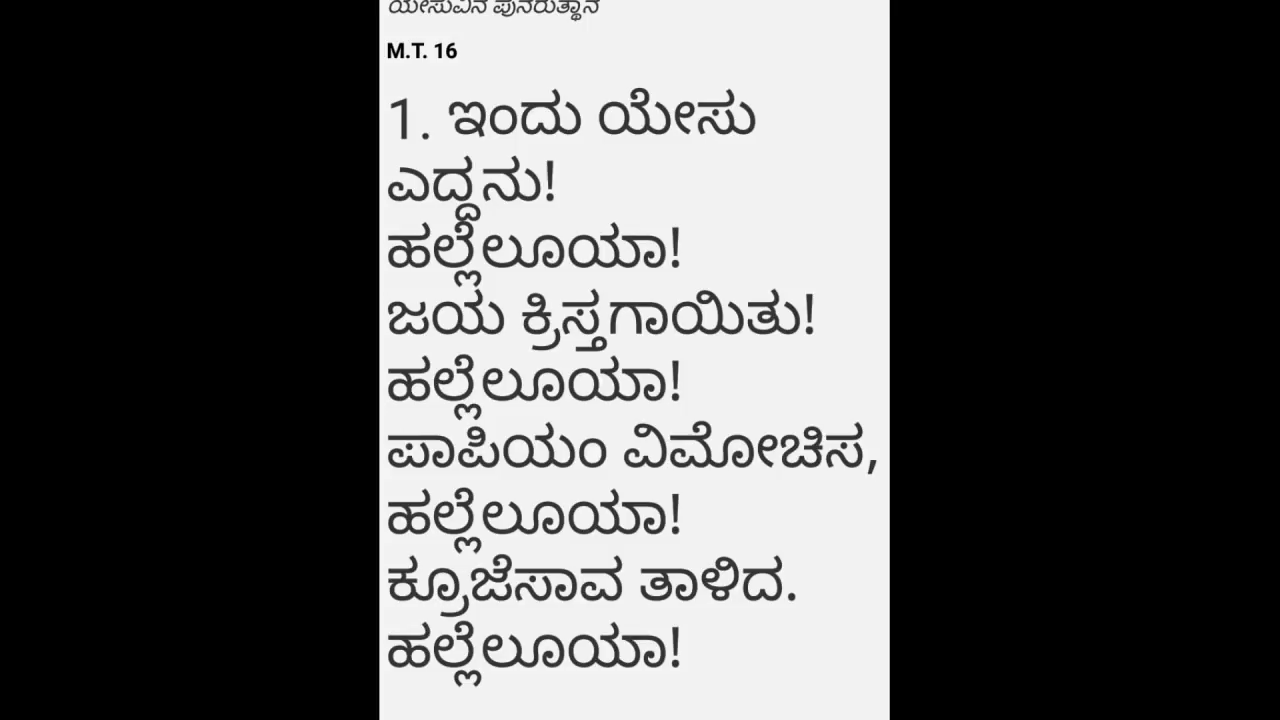 ಯೇಸುವಿನ ಪುನರುತ್ಥಾನ
M.T. 16
1. ಇಂದು ಯೇಸು
ಎದ್ದನು!
ಹಲ್ಲೆಲೂಯಾ!
ಜಯ ಕ್ರಿಸ್ತಗಾಯಿತು!
ಹಲ್ಲೆಲೂಯಾ!
ಪಾಪಿಯಂ ವಿಮೋಚಿಸ,
ಹಲ್ಲೆಲೂಯಾ!
ಕ್ರೂಜೆಸಾವ ತಾಳಿದ.
ಹಲ್ಲೆಲೂಯಾ!